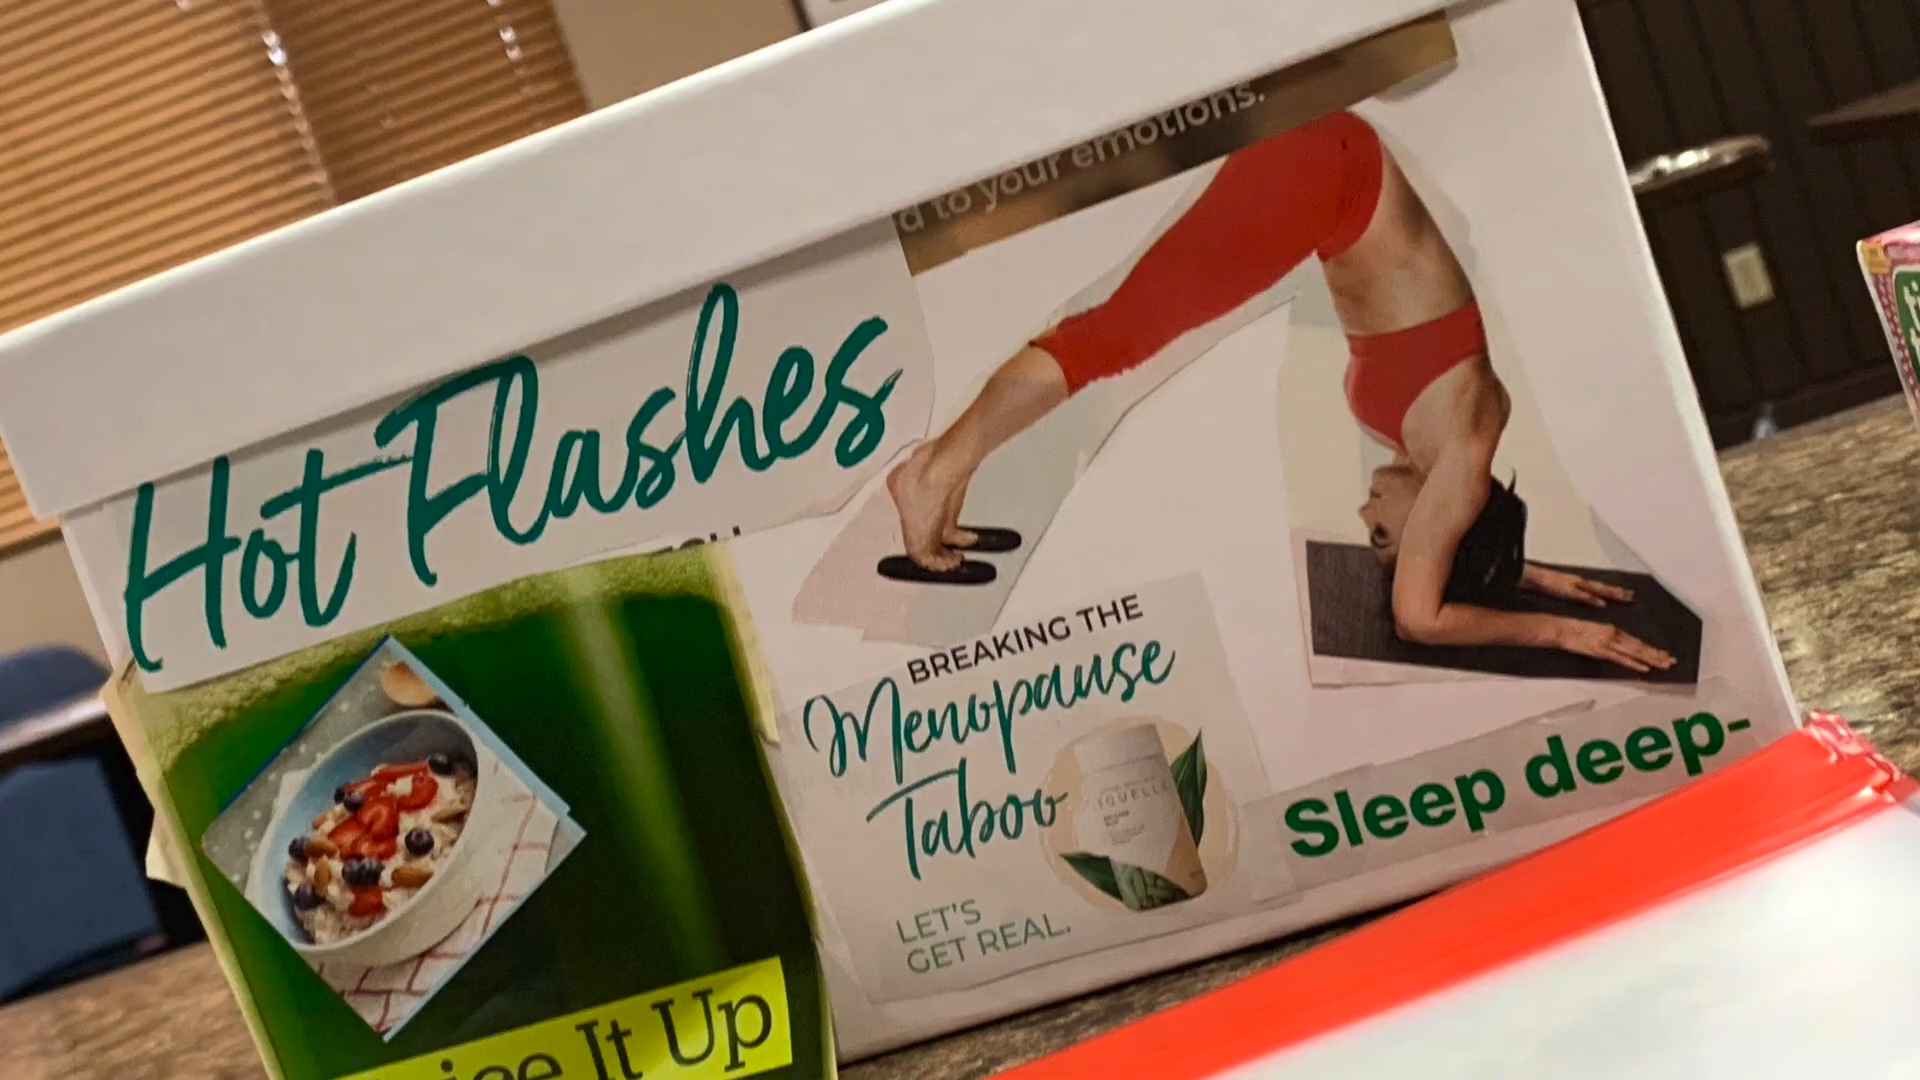 to your emotions.
Hot Flashes
BREAKING THE
Menopause
Taboo
LET'S
GET REAL.
Sleep deep-
It Up